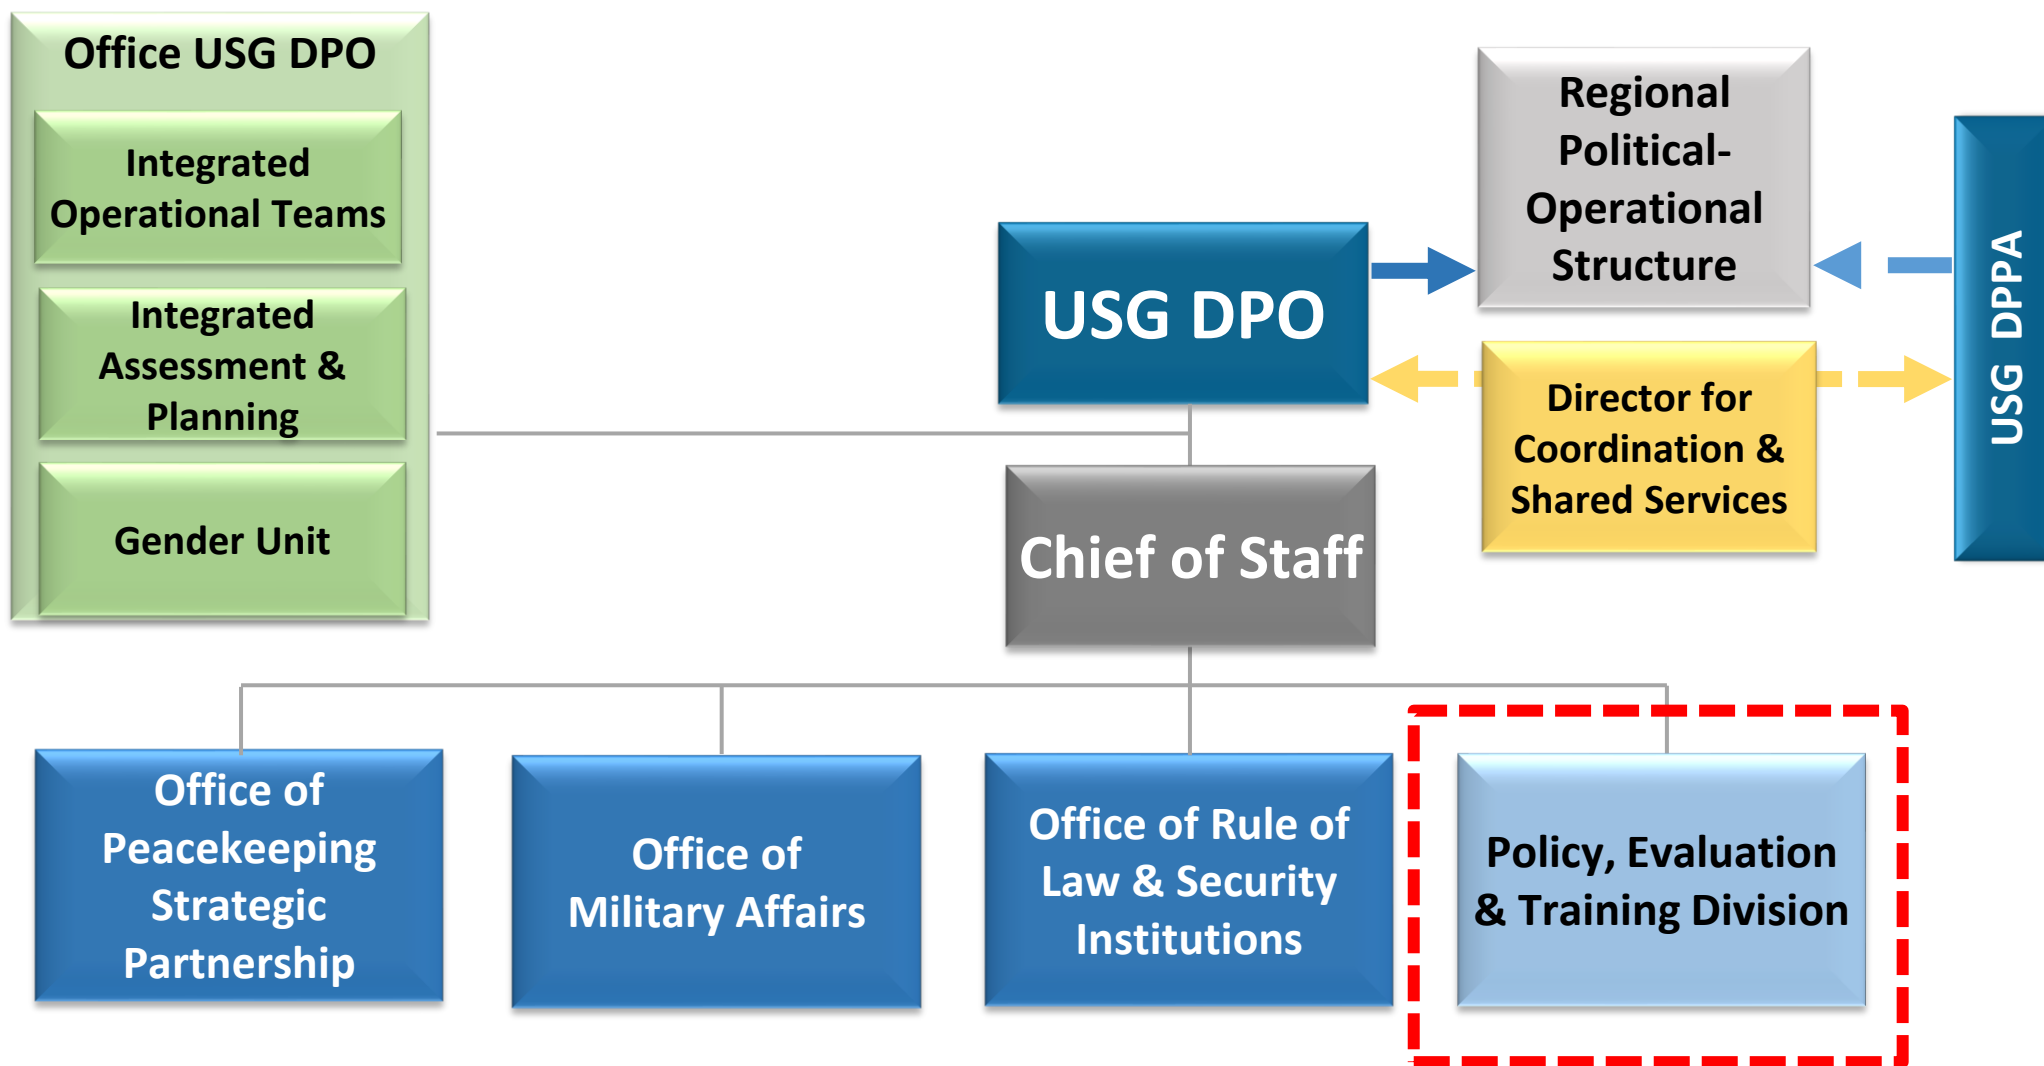 Office USG DPO
Integrated
Operational Teams
Integrated
Assessment &
Planning
Gender Unit
USG DPO
Regional
Political-
Operational
Structure
Director for
Coordination &
Shared Services
USG DPPA
Chief of Staff
Office of
Peacekeeping
Strategic
Partnership
Office of
Military Affairs
Office of Rule of
Law & Security
Institutions
Policy, Evaluation
& Training Division